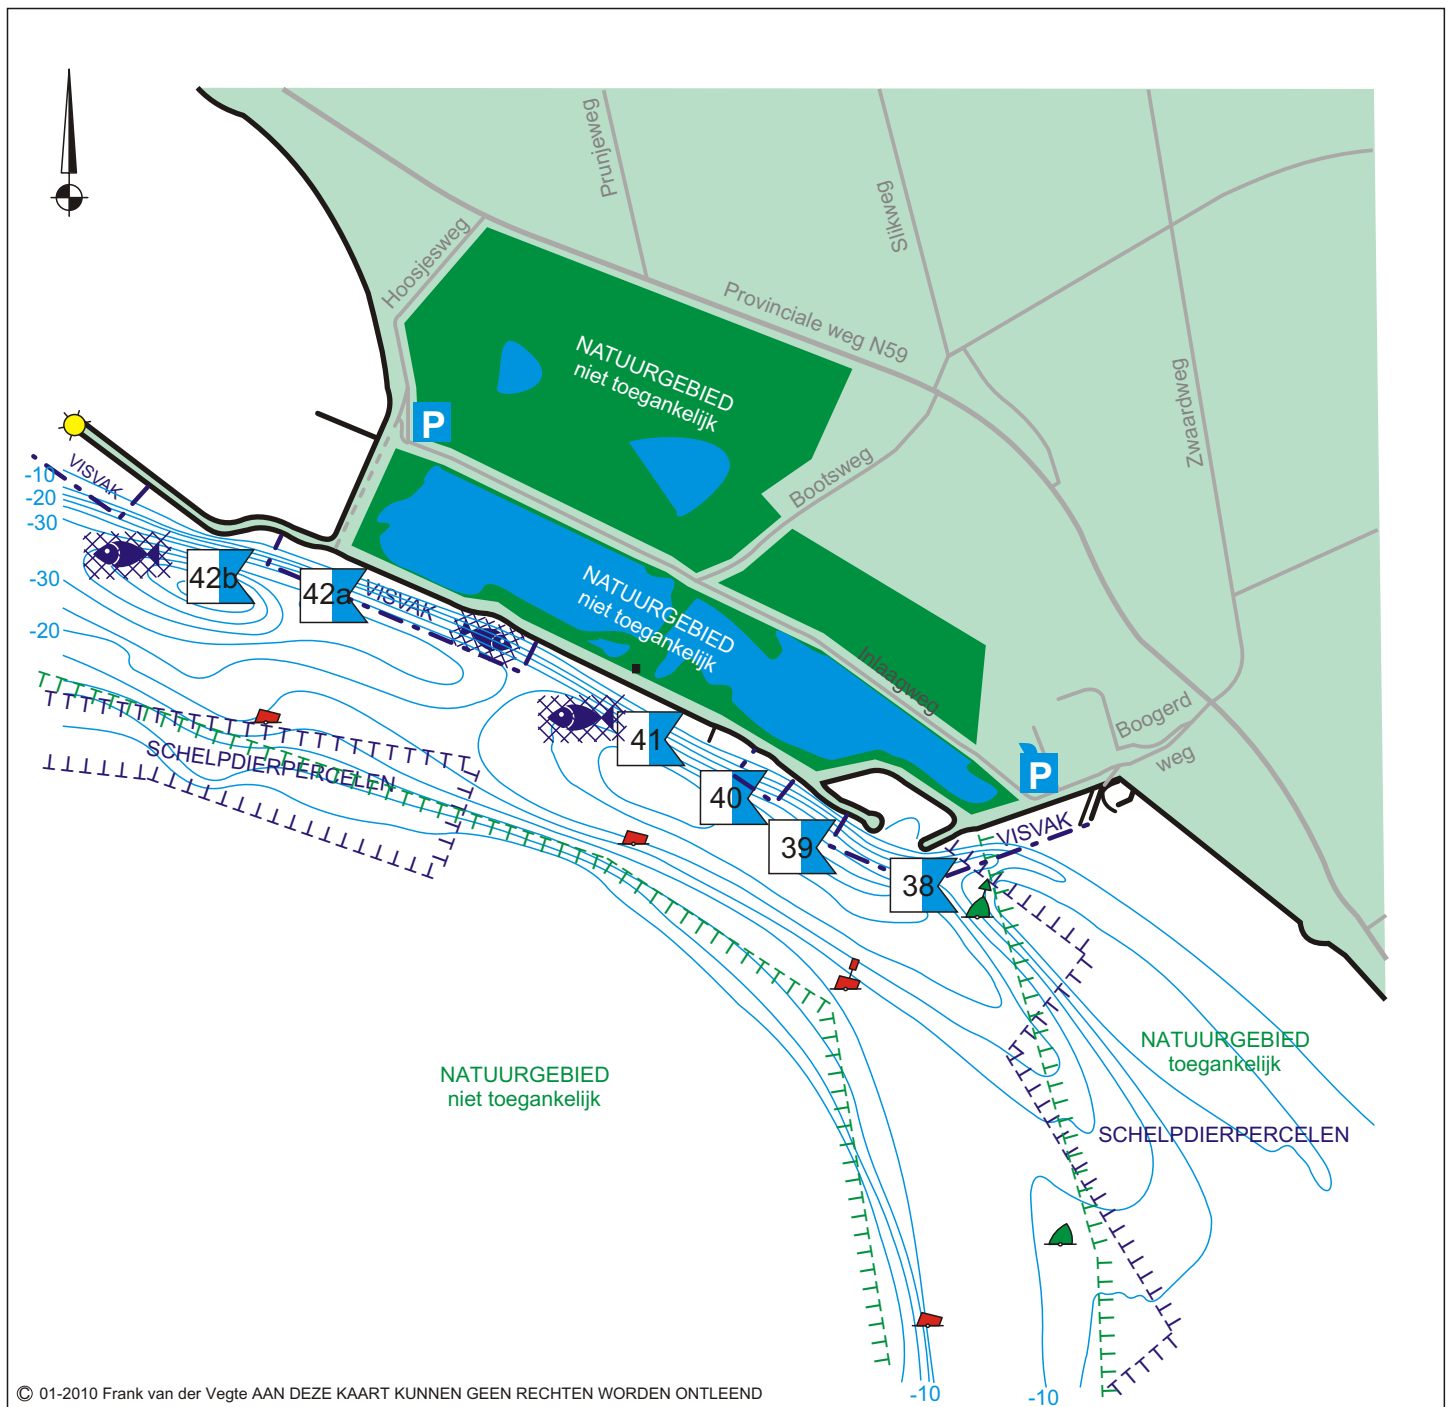 Prunjeweg
Slikweg
Hoosjesweg
Provinciale weg N59
Zwaardweg
NATUURGEBIED
niet toegankelijk
P
Bootsweg
VISVAK
-10
-20
-30
-30
-20
42b
42a
VISVAK
NATUURGEBIED
niet toegankelijk
Inlaagweg
Boogerd
weg
P
41
40
39
38
VISVAK
SCHELPDIERPERCELEN
NATUURGEBIED
toegankelijk
NATUURGEBIED
niet toegankelijk
SCHELPDIERPERCELEN
-10
-10
© 01-2010 Frank van der Vegte AAN DEZE KAART KUNNEN GEEN RECHTEN WORDEN ONTLEEND